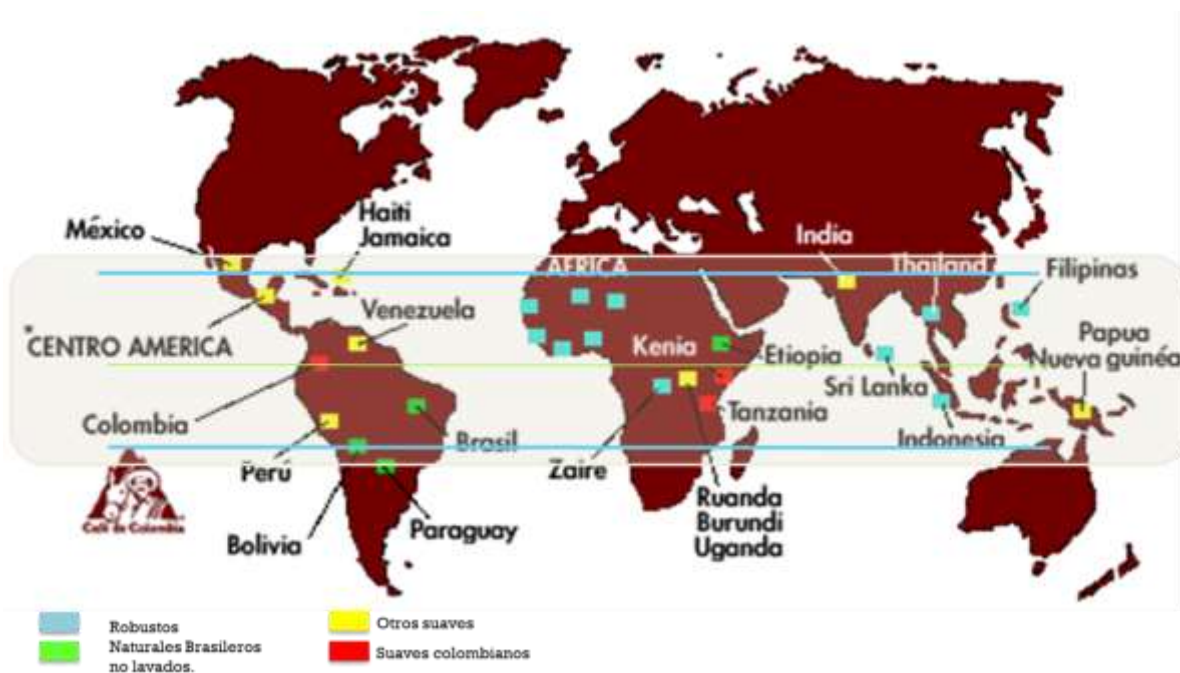 Haiti
Jamaica
México
India
AFRICA
Thailand
Filipinas
Venezuela
*CENTRO AMERICA
Kenia
Etiopia
Papua
Nueva guinéa
Sri Lanka
Colombia
Tanzania
Brasil
Indonesia
Perú
Zaire
Ruanda
Burundi
Uganda
Paraguay
Bolivia
Café de Colombia
Robustos
Otros suaves
Naturales Brasileros
no lavados.
Suaves colombianos